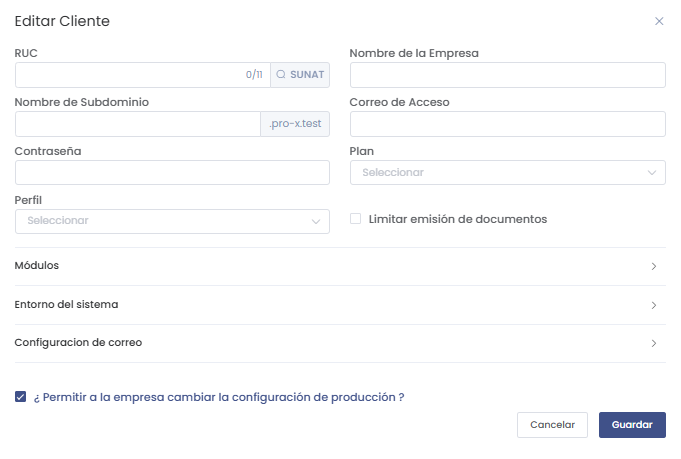 Editar Cliente
RUC
Nombre de la Empresa
0/11
SUNAT
Nombre de Subdominio
Correo de Acceso
.pro-x.test
Contraseña
Plan
Seleccionar
Perfil
Seleccionar
Limitar emisión de documentos
Módulos
Entorno del sistema
Configuracion de correo
¿ Permitir a la empresa cambiar la configuración de producción ?
Cancelar
Guardar